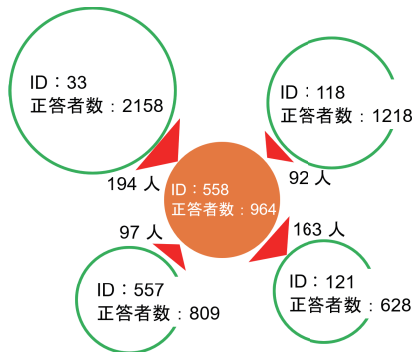 ID：33
正答者数：2158
ID：118
正答者数：1218
194 人
92 人
ID：558
正答者数：964
97 人
163 人
ID：557
正答者数：809
ID：121
正答者数：628